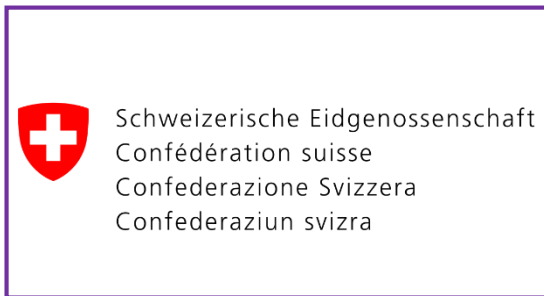 Schweizerische Eidgenossenschaft
Confédération suisse
Confederazione Svizzera
Confederaziun svizra